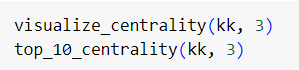 visualize_centrality(kk, 3)
top_10_centrality(kk, 3)